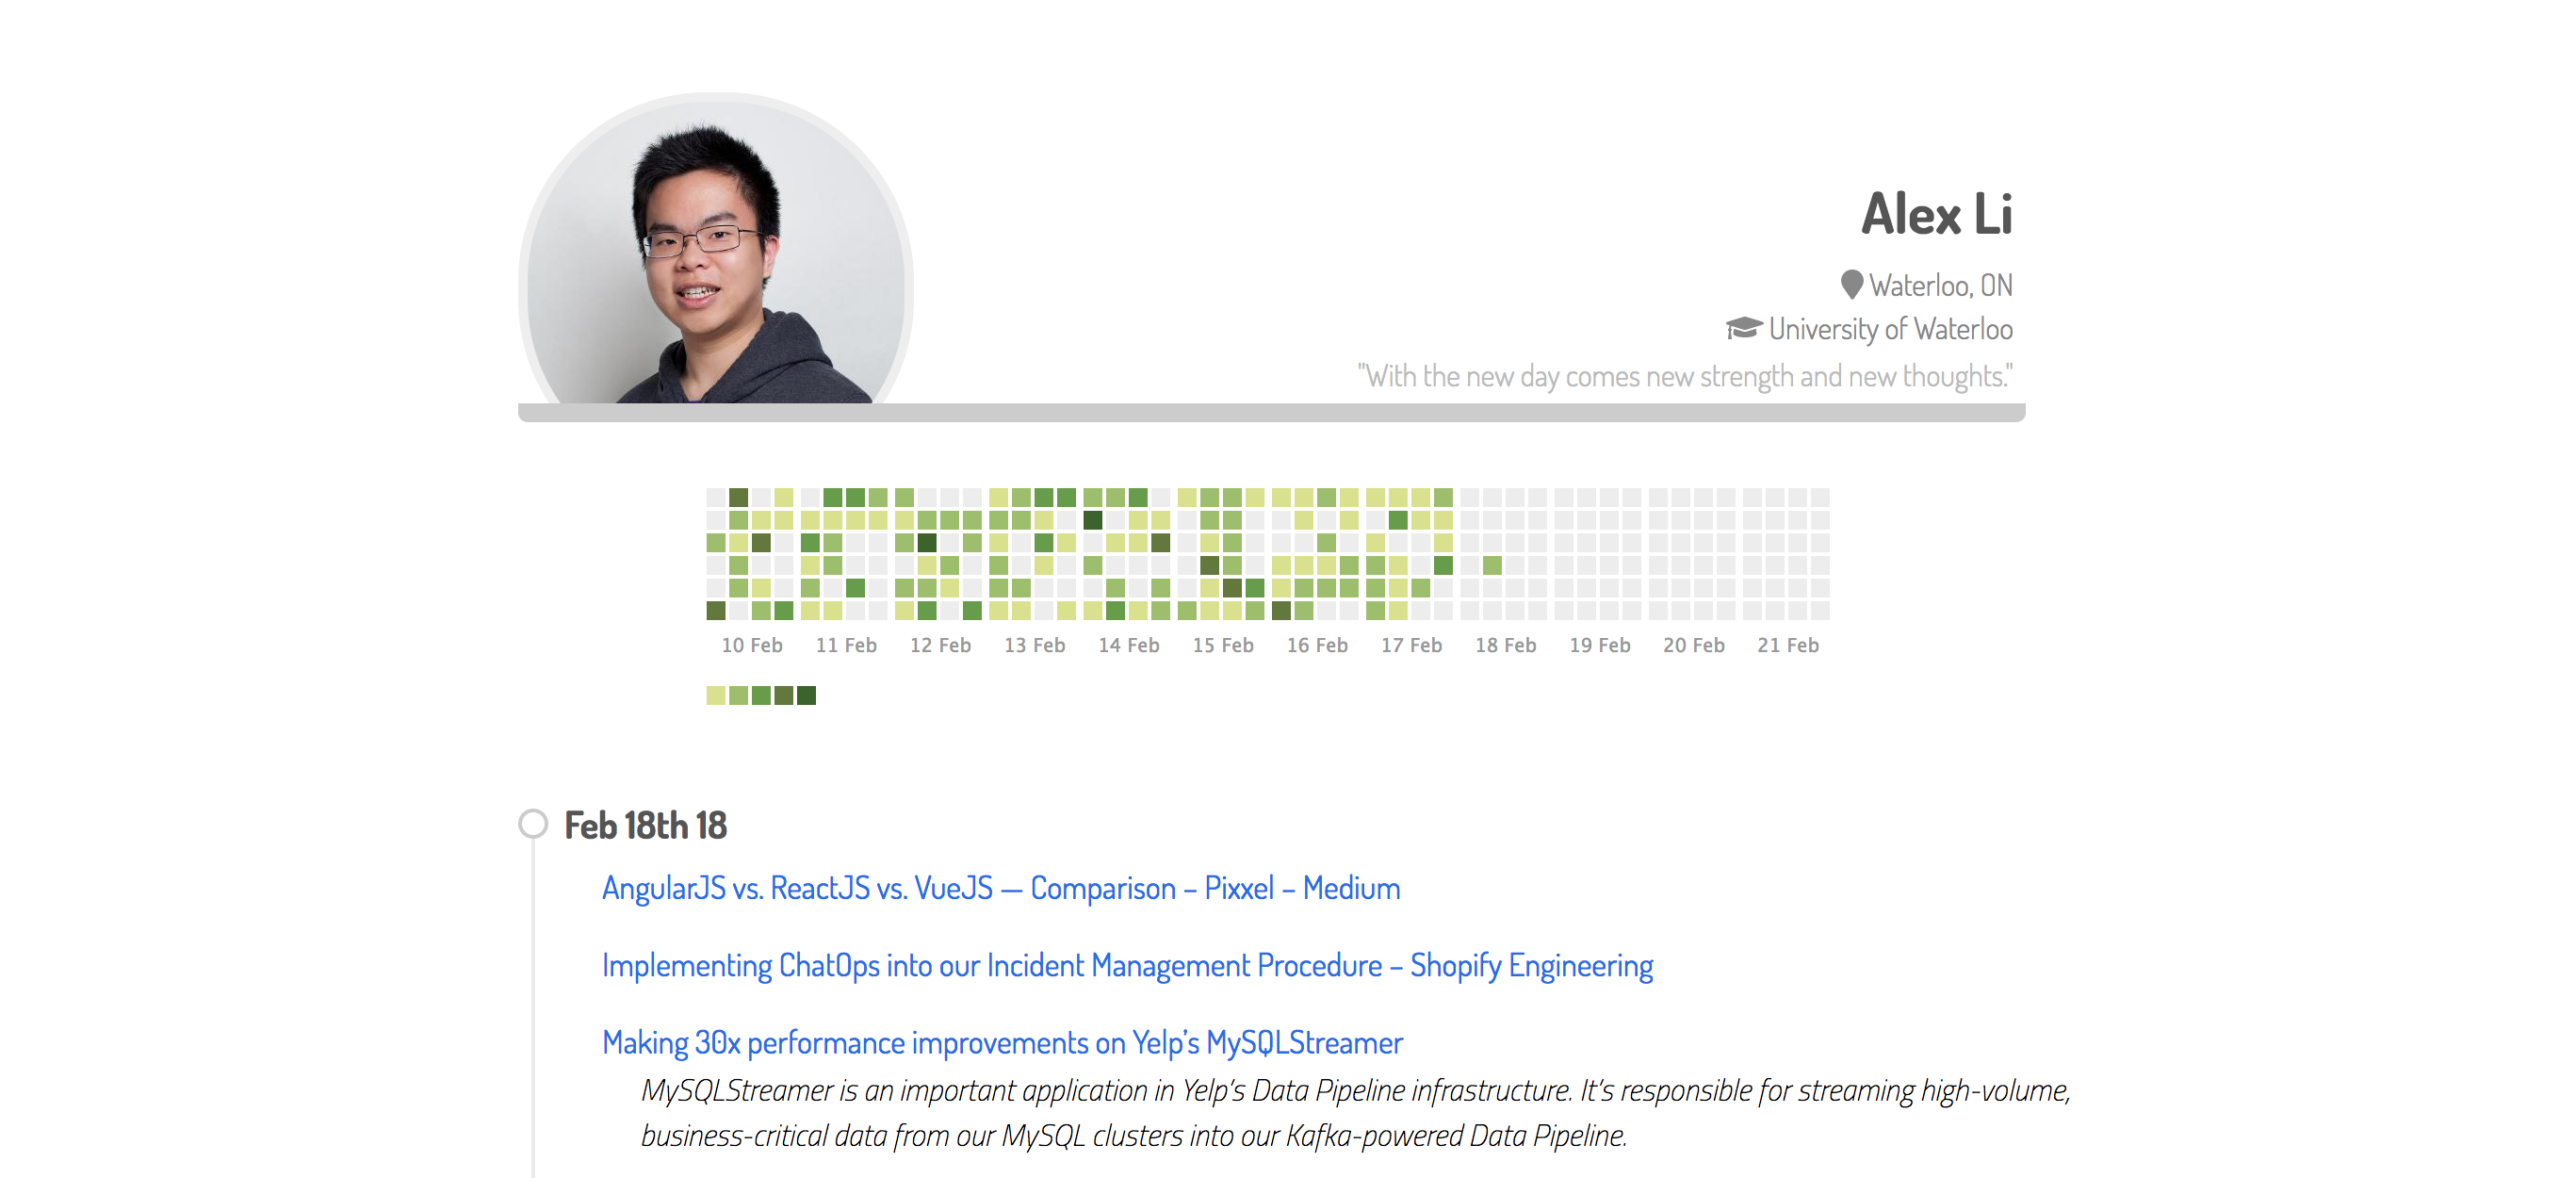 Alex Li
Waterloo, ON
University of Waterloo
"With the new day comes new strength and new thoughts."
10 Feb 11 Feb 12 Feb 13 Feb 14 Feb 15 Feb 16 Feb 17 Feb 18 Feb 19 Feb 20 Feb 21 Feb
Feb 18th 18
AngularJS vs. ReactJS vs. VueJS — Comparison – Pixxel – Medium
Implementing ChatOps into our Incident Management Procedure – Shopify Engineering
Making 30x performance improvements on Yelp’s MySQLStreamer
MySQLStreamer is an important application in Yelp’s Data Pipeline infrastructure. It’s responsible for streaming high-volume,
business-critical data from our MySQL clusters into our Kafka-powered Data Pipeline.